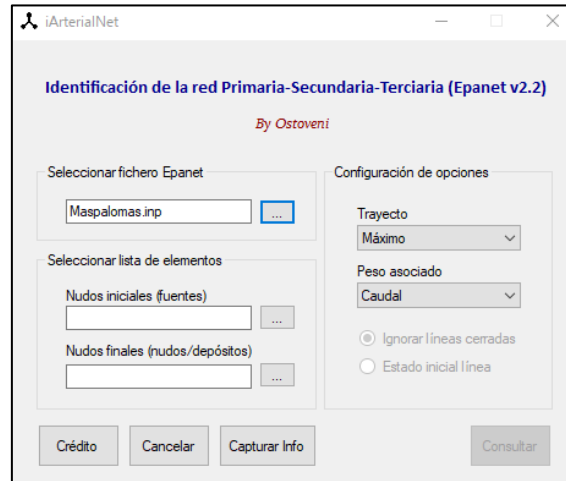 iArterialNet
Identificación de la red Primaria-Secundaria-Terciaria (Epanet v2.2)
By Ostoveni
Seleccionar fichero Epanet
Maspalomas.inp
...
Seleccionar lista de elementos
Nudos iniciales (fuentes)
...
Nudos finales (nudos/depósitos)
...
Configuración de opciones
Trayecto
Máximo
Peso asociado
Caudal
Ignorar líneas cerradas
Estado inicial línea
Crédito
Cancelar
Capturar Info
Consultar